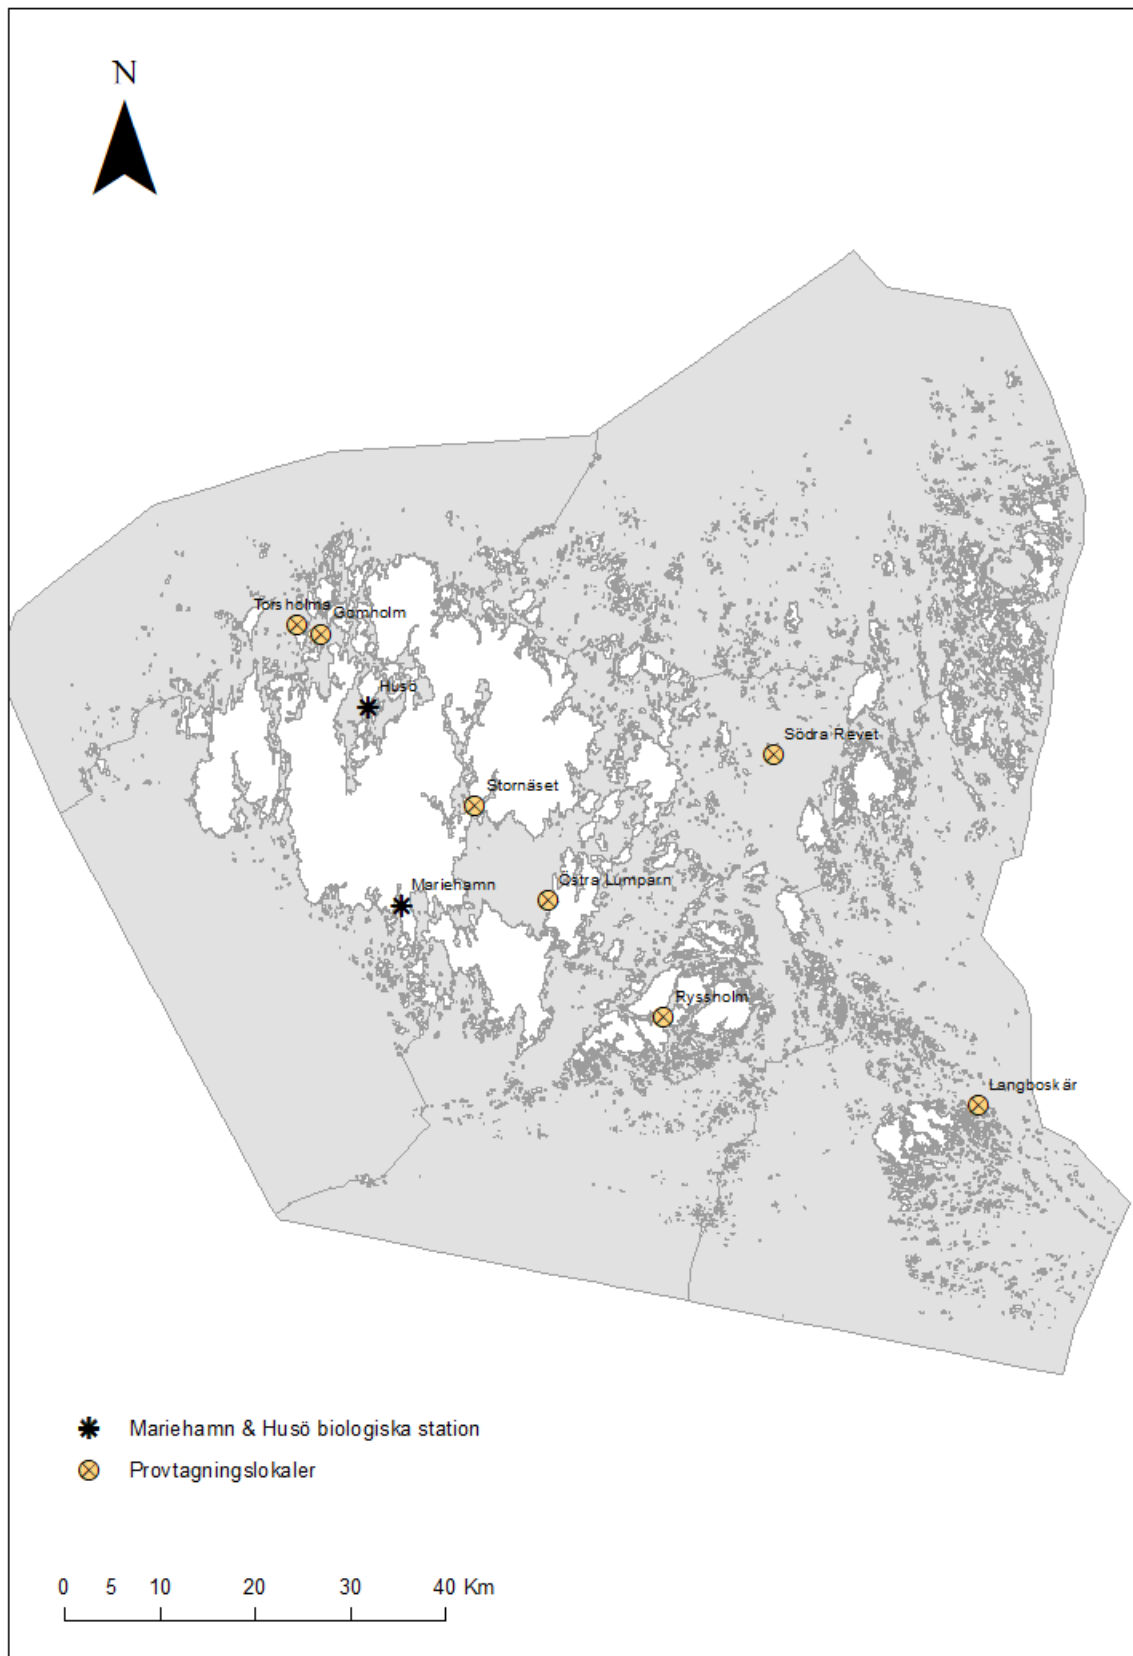 N
Torsholma
Gomholm
Husö
Södra Revet
Stornäset
Mariehamn
Östra Lumparn
Ryssholm
Langboskär
Mariehamn & Husö biologiska station
Provtagningslokaler
0 5 10 20 30 40 Km